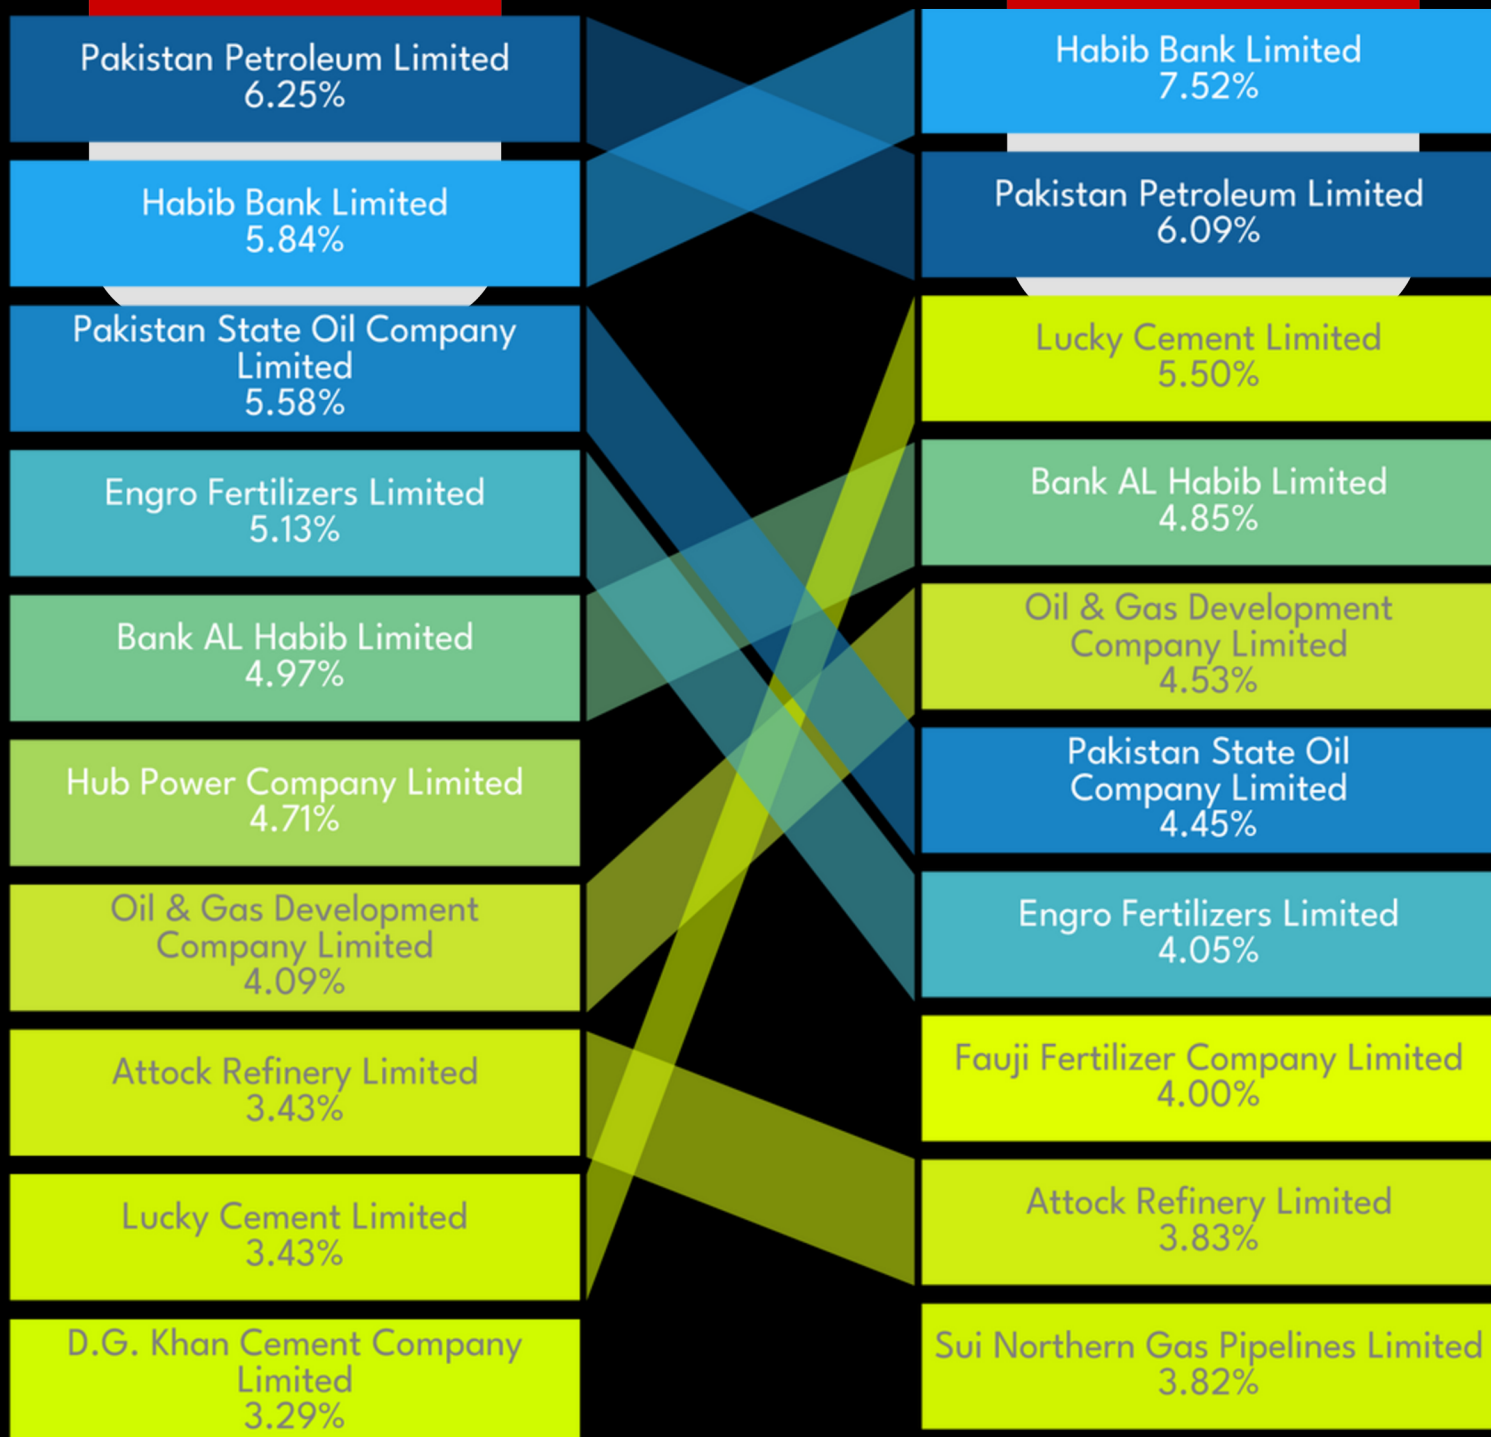 Pakistan Petroleum Limited
6.25%
Habib Bank Limited
5.84%
Pakistan State Oil Company
Limited
5.58%
Engro Fertilizers Limited
5.13%
Bank AL Habib Limited
4.97%
Hub Power Company Limited
4.71%
Oil & Gas Development
Company Limited
4.09%
Attock Refinery Limited
3.43%
Lucky Cement Limited
3.43%
D.G. Khan Cement Company
Limited
3.29%
Habib Bank Limited
7.52%
Pakistan Petroleum Limited
6.09%
Lucky Cement Limited
5.50%
Bank AL Habib Limited
4.85%
Oil & Gas Development
Company Limited
4.53%
Pakistan State Oil
Company Limited
4.45%
Engro Fertilizers Limited
4.05%
Fauji Fertilizer Company Limited
4.00%
Attock Refinery Limited
3.83%
Sui Northern Gas Pipelines Limited
3.82%